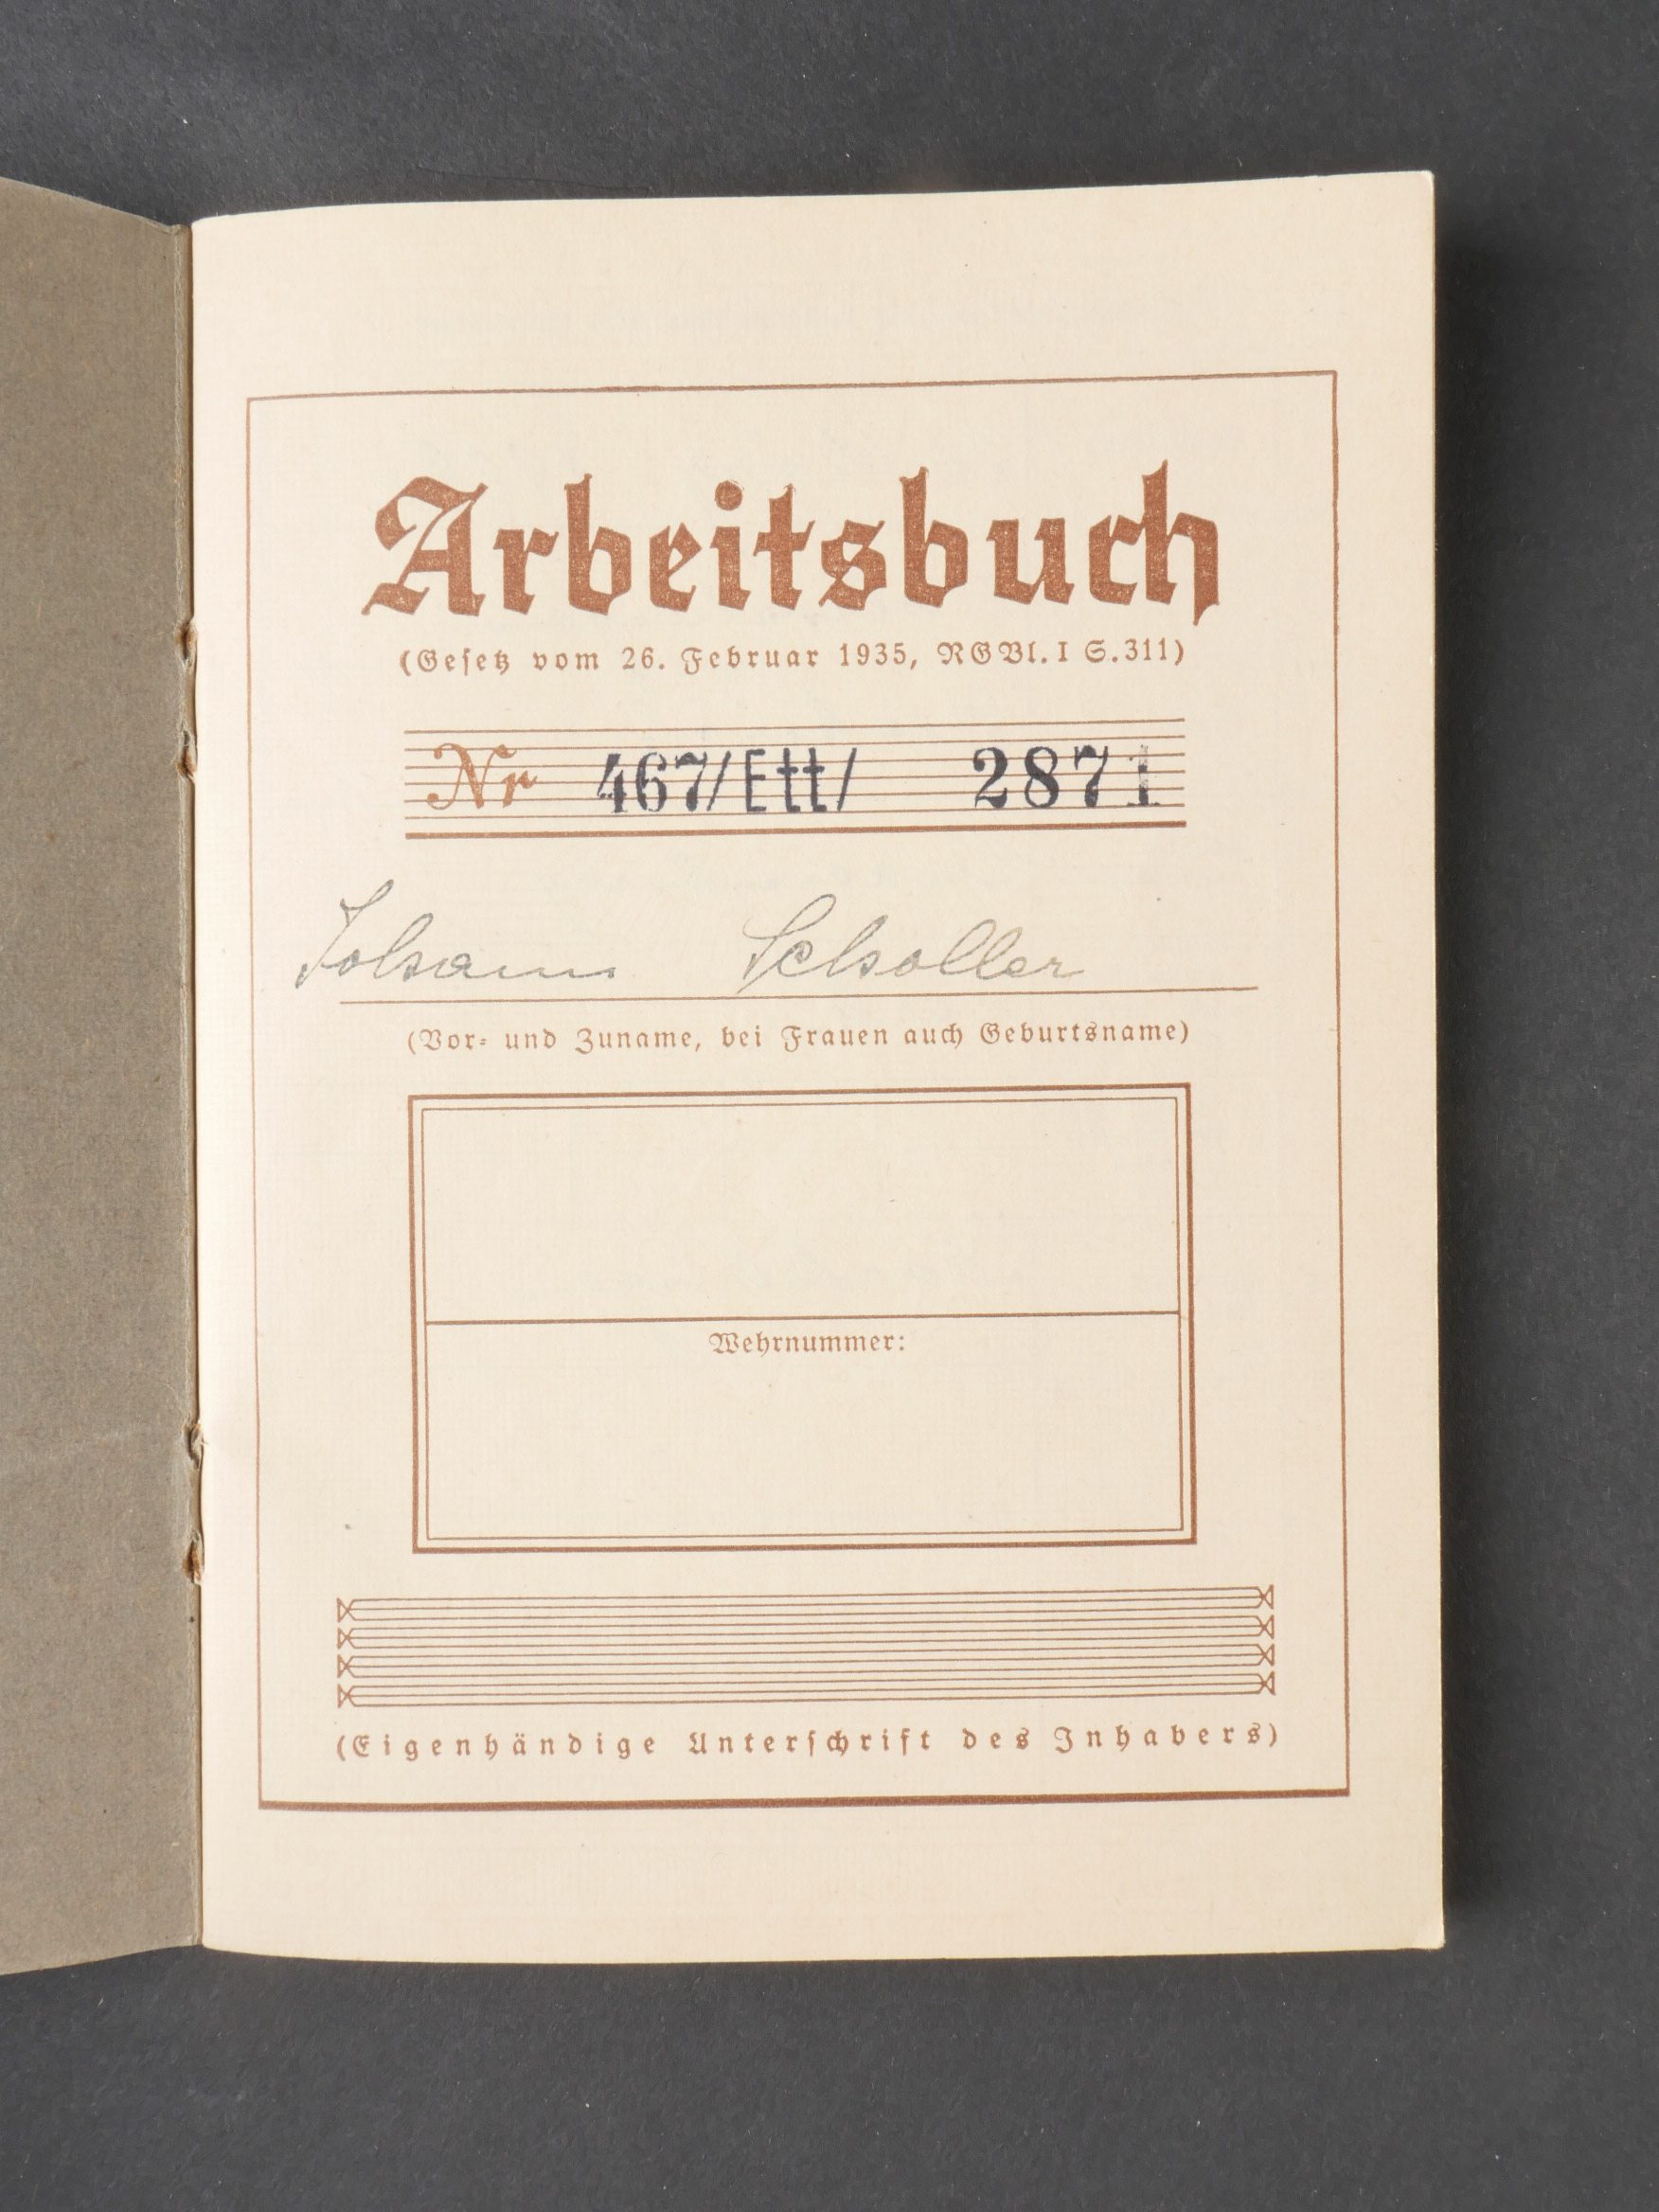 Arbeitsbuch
(Gesetz vom 26. Februar 1935, RGBl. I S. 311)
Nr 467/Ett/ 2871
Johann Scholler
(Vor- und Zuname, bei Frauen auch Geburtsname)
Wehrnummer:
(Eigenhändige Unterschrift des Inhabers)